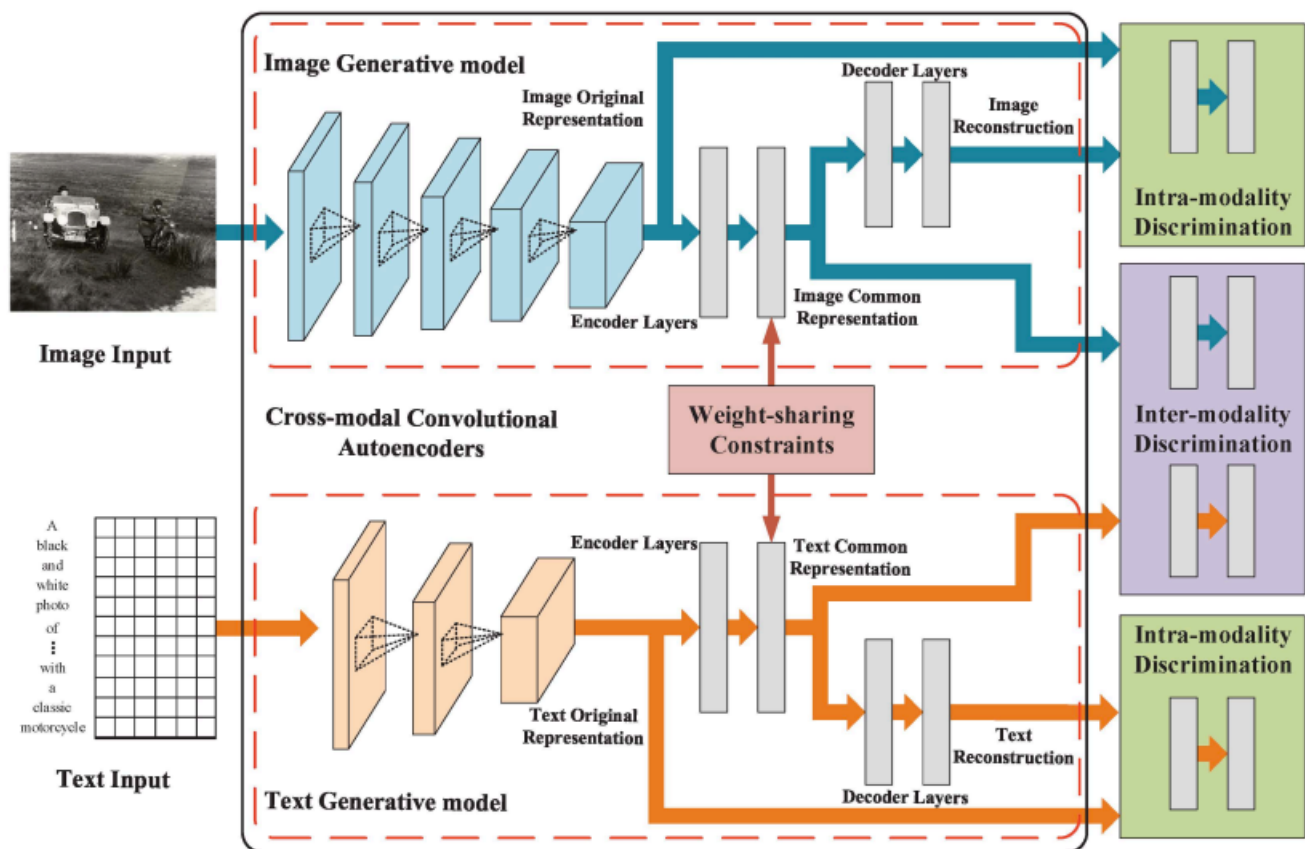 Image Generative model
Image Original
Representation
Decoder Layers
Image
Reconstruction
Intra-modality
Discrimination
Image Input
Encoder Layers
Image Common
Representation
Cross-modal Convolutional
Autoencoders
Weight-sharing
Constraints
Inter-modality
Discrimination
A
black
and
white
photo
of
⋮
with
a
classic
motorcycle
Text Input
Encoder Layers
Text Common
Representation
Text Original
Representation
Text Generative model
Decoder Layers
Text
Reconstruction
Intra-modality
Discrimination